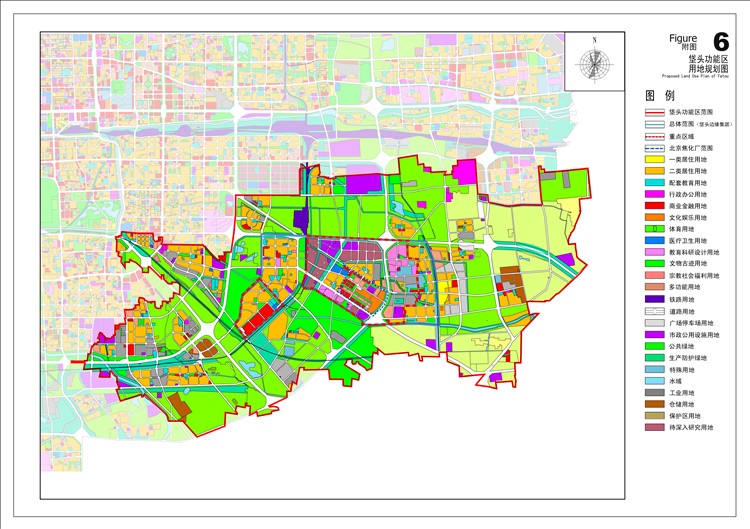 N
Figure
附图
6
垡头功能区
用地规划图
Proposed Land Use Plan of Fatou
图 例
垡头功能区范围
总体范围（垡头边缘集团）
重点区域
北京焦化厂范围
一类居住用地
二类居住用地
配套教育用地
行政办公用地
商业金融用地
文化娱乐用地
体育用地
医疗卫生用地
教育科研设计用地
文物古迹用地
宗教社会福利用地
多功能用地
铁路用地
道路用地
广场停车场用地
市政公用设施用地
公共绿地
生产防护绿地
特殊用地
水域
工业用地
仓储用地
保护区用地
待深入研究用地